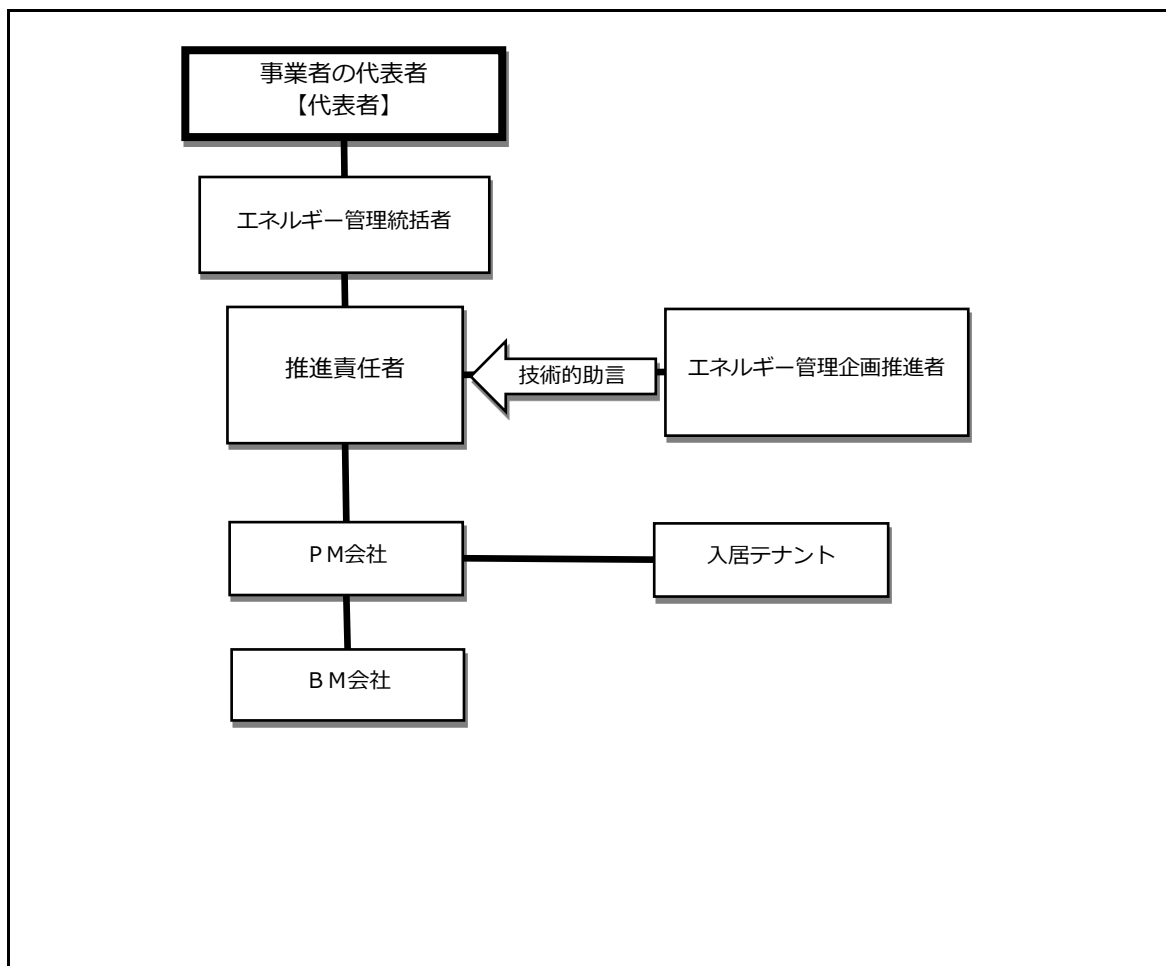 事業者の代表者
【代表者】
エネルギー管理統括者
推進責任者
技術的助言
エネルギー管理企画推進者
ＰＭ会社
入居テナント
ＢＭ会社